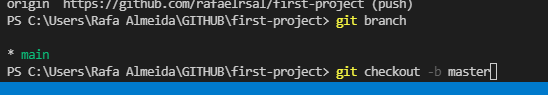 origin  https://github.com/rafaelrsal/first-project (push)
PS C:\Users\Rafa Almeida\GITHUB\first-project> git branch
* main
PS C:\Users\Rafa Almeida\GITHUB\first-project> git checkout -b master